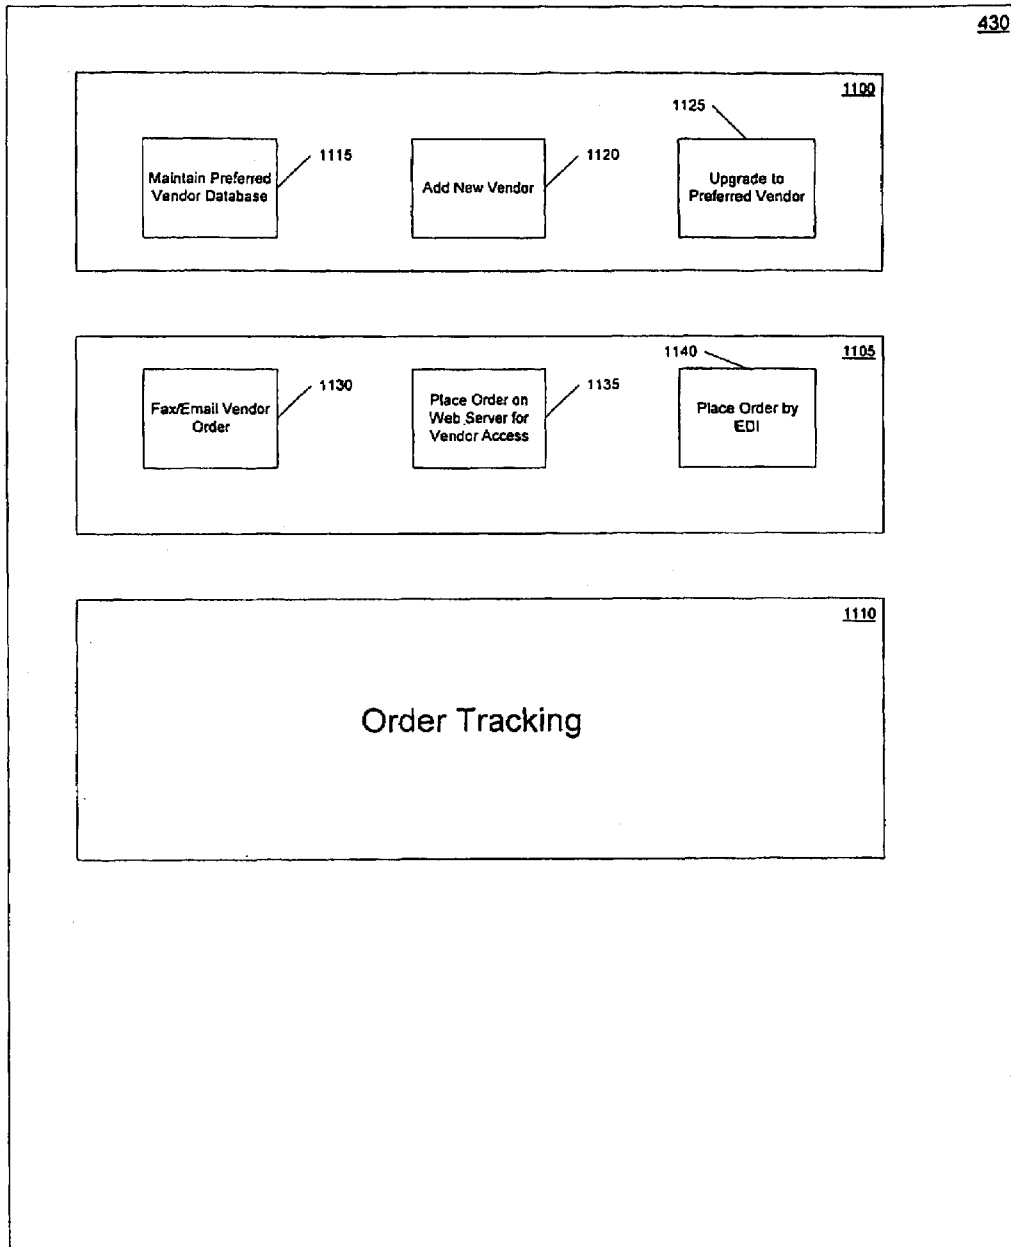 430
1100
1125
1115
1120
Maintain Preferred
Vendor Database
Add New Vendor
Upgrade to
Preferred Vendor
1105
1140
1130
1135
Fax/Email Vendor
Order
Place Order on
Web Server for
Vendor Access
Place Order by
EDI
1110
Order Tracking